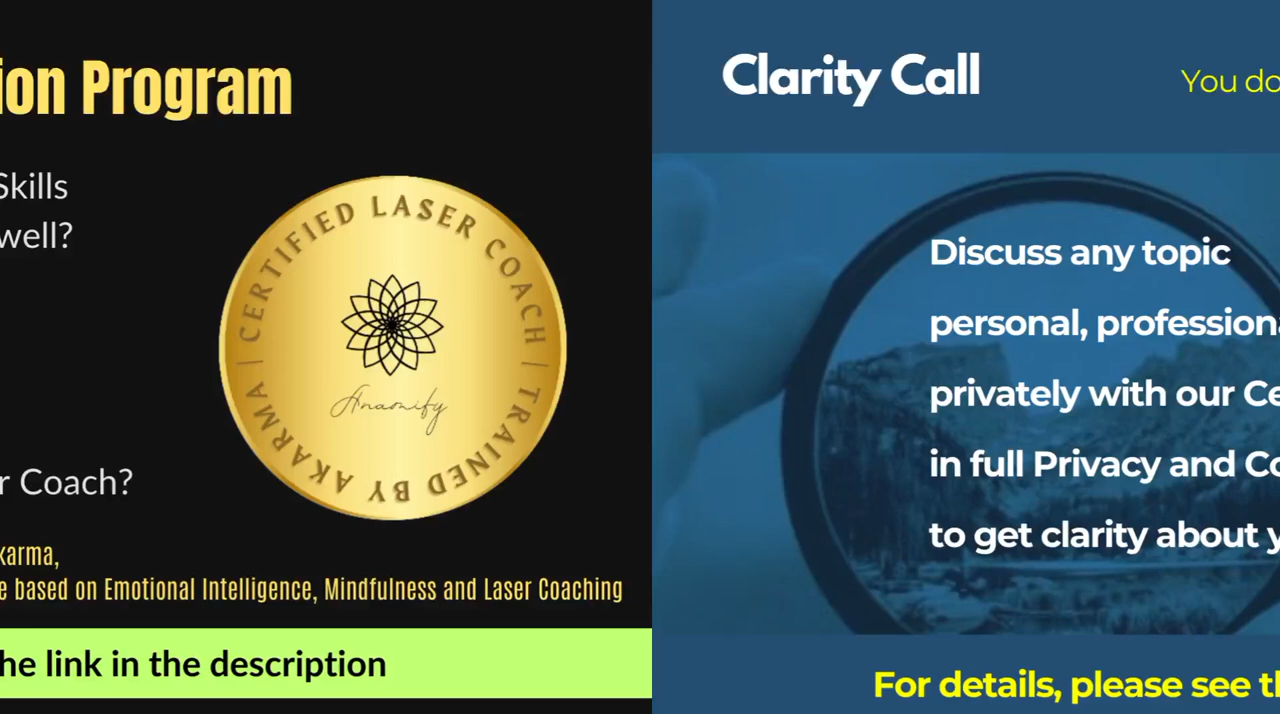 ion Program
Skills
well?
CERTIFIED LASER COACH | TRAINED BY AKARMA |
Anamify
r Coach?
karma,
e based on Emotional Intelligence, Mindfulness and Laser Coaching
he link in the description
Clarity Call
You do
Discuss any topic
personal, professiona
privately with our Ce
in full Privacy and Co
to get clarity about y
For details, please see th